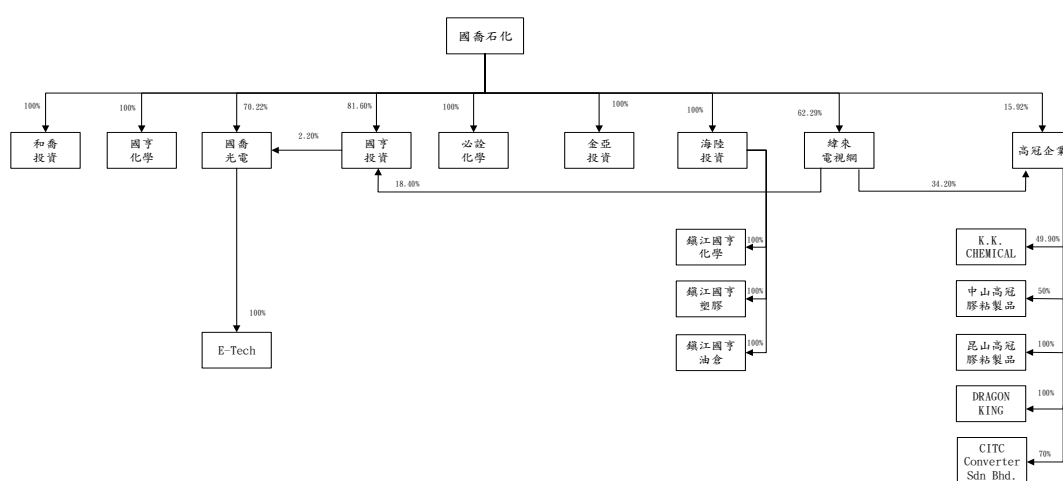 國喬石化
100%
100%
70.22%
81.60%
100%
100%
100%
62.29%
15.92%
和喬
投資
國亨
化學
國喬
光電
2.20%
國亨
投資
必詮
化學
金亞
投資
海陸
投資
緯來
電視網
高冠企業
18.40%
34.20%
鎮江國亨
化學
100%
K.K.
CHEMICAL
49.90%
鎮江國亨
塑膠
100%
中山高冠
膠粘製品
50%
100%
E-Tech
鎮江國亨
油倉
100%
昆山高冠
膠粘製品
100%
DRAGON
KING
100%
CITC
Converter
Sdn Bhd.
70%